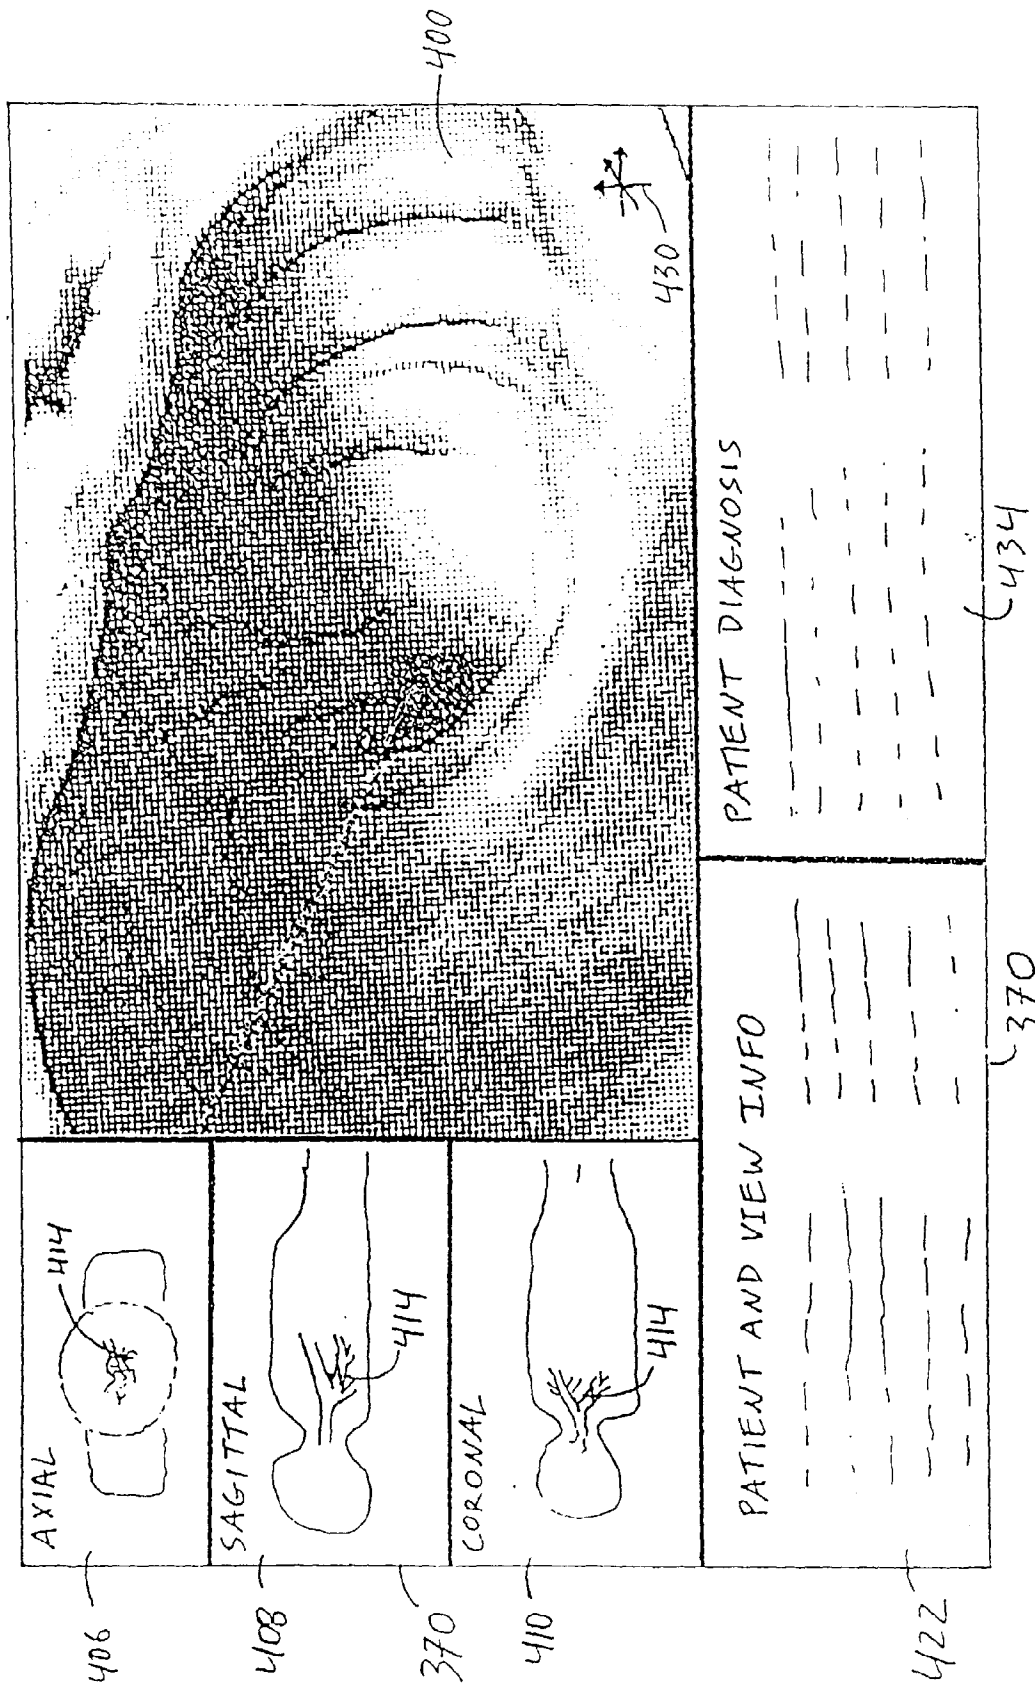 AXIAL
414
406
SAGITTAL
414
408
370
CORONAL
414
410
400
430
PATIENT AND VIEW INFO
422
370
PATIENT DIAGNOSIS
434